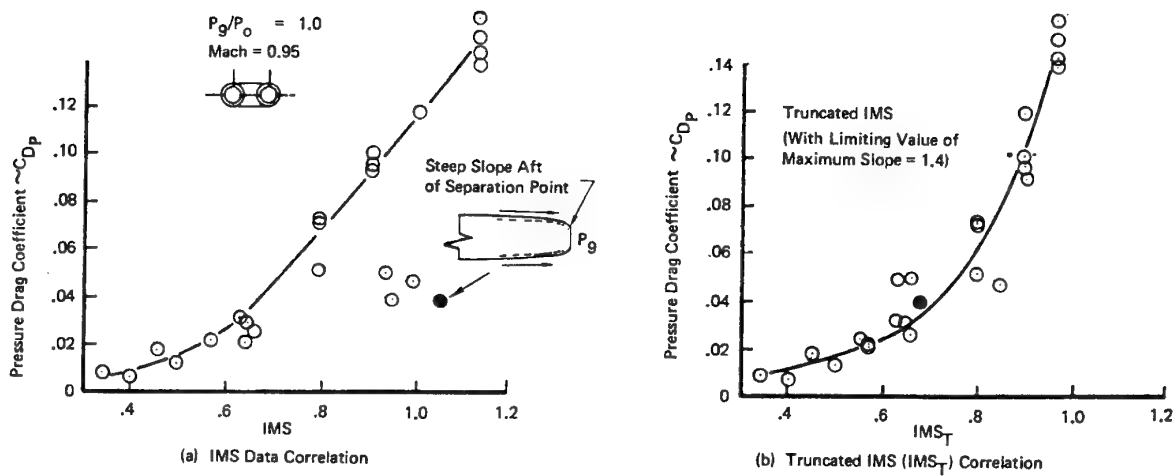 P9/Po = 1.0
Mach = 0.95
Pressure Drag Coefficient ~CDP
.12
.10
.08
.06
.04
.02
0
.4
.6
.8
1.0
1.2
IMS
Steep Slope Aft
of Separation Point
P9
(a) IMS Data Correlation
Pressure Drag Coefficient ~CDP
.14
.12
.10
.08
.06
.04
.02
0
.4
.6
.8
1.0
1.2
IMST
Truncated IMS
(With Limiting Value of
Maximum Slope = 1.4)
(b) Truncated IMS (IMST) Correlation